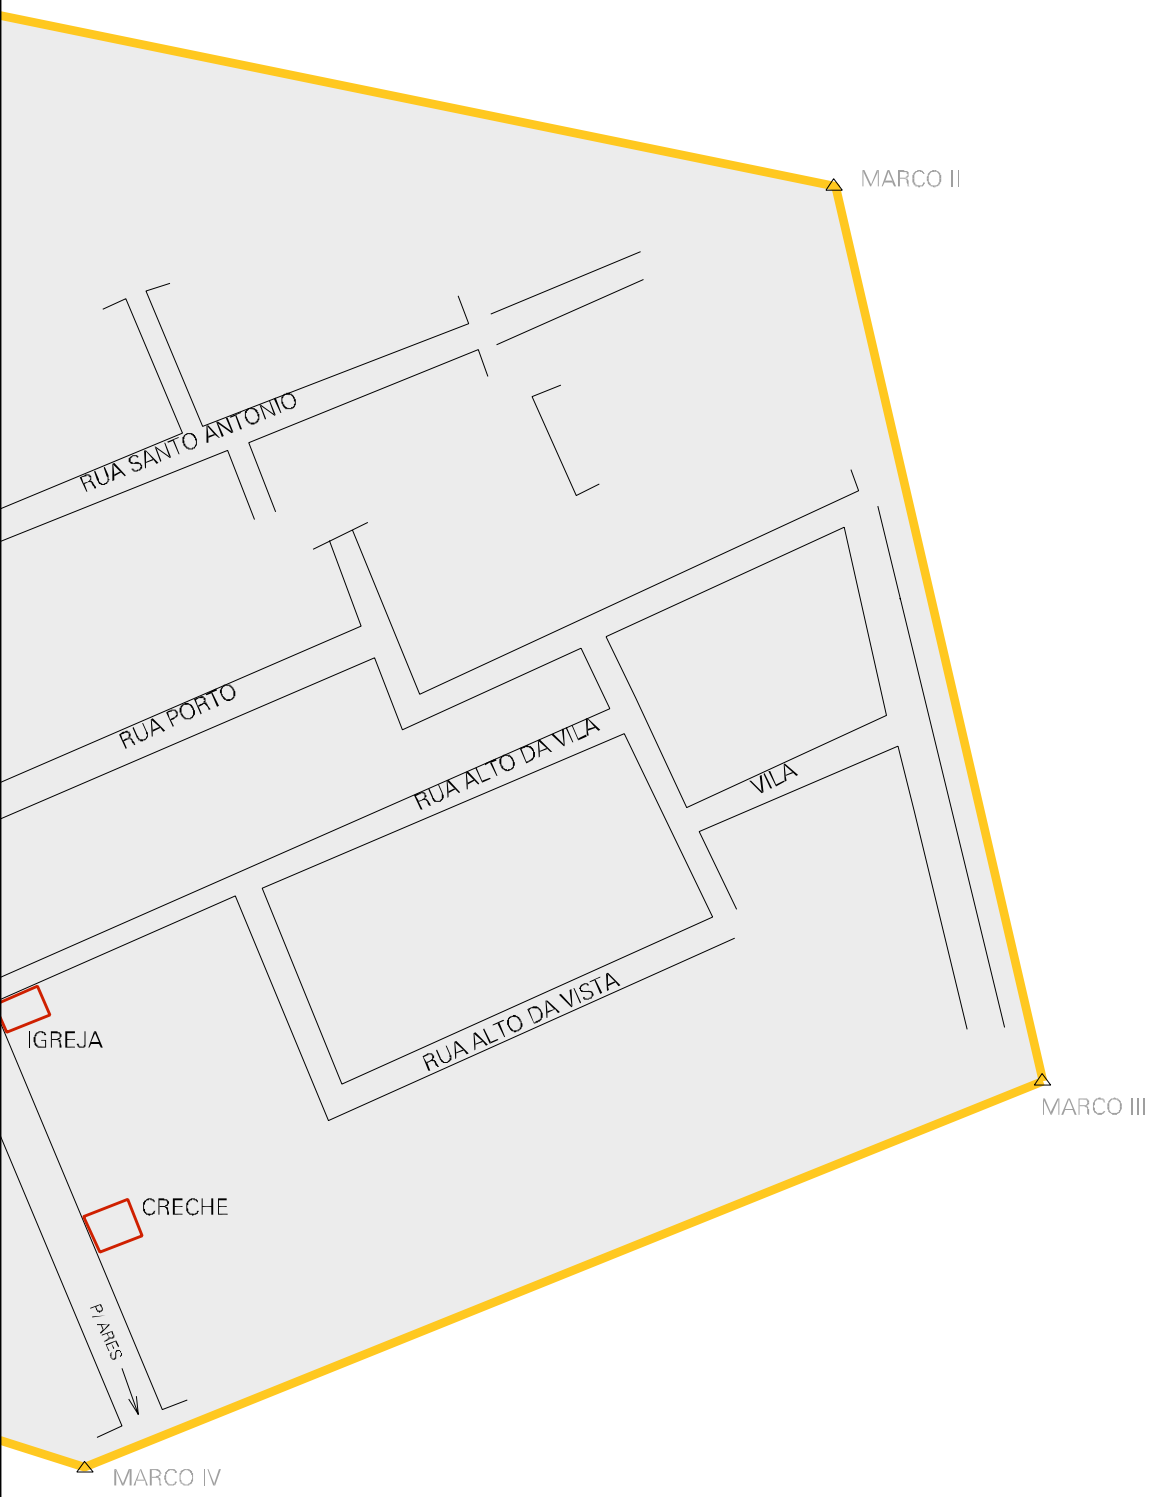 MARCO II
RUA SANTO ANTONIO
RUA PORTO
RUA ALTO DA VILA
VILA
RUA ALTO DA VISTA
IGREJA
MARCO III
CRECHE
P/ ARES
MARCO IV